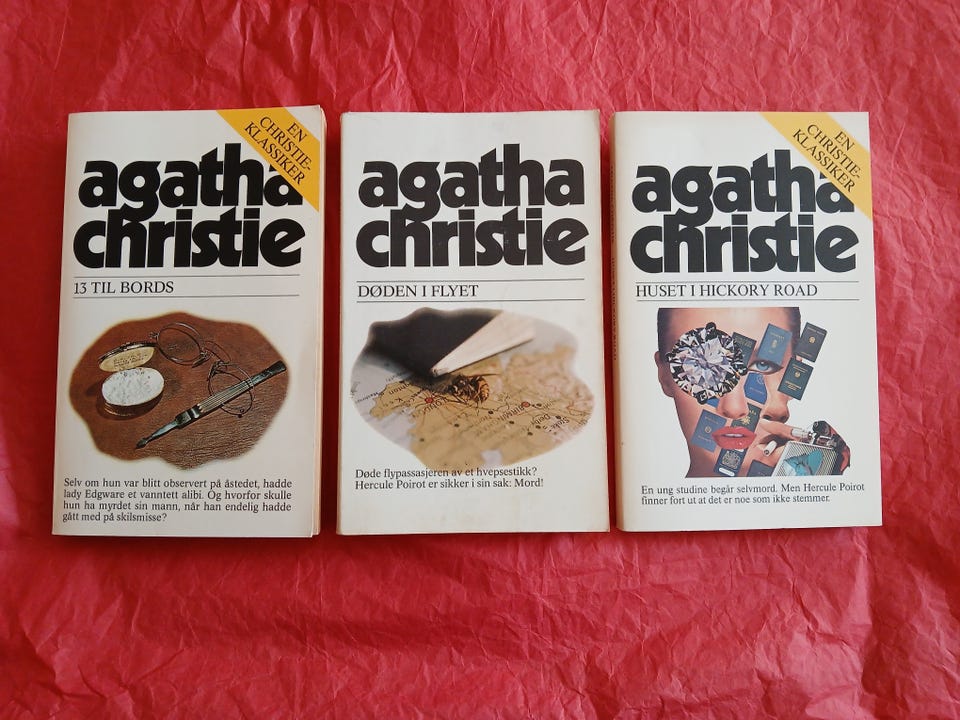 EN
CHRISTIE-
KLASSIKER
agatha
christie
13 TIL BORDS
Selv om hun var blitt observert på åstedet, hadde
lady Edgware et vanntett alibi. Og hvorfor skulle
hun ha myrdet sin mann, når han endelig hadde
gått med på skilsmisse?
agatha
christie
DØDEN I FLYET
BIRMINGHAM
Døde flypassasjeren av et hvepsestikk?
Hercule Poirot er sikker i sin sak: Mord!
EN
CHRISTIE-
KLASSIKER
agatha
christie
HUSET I HICKORY ROAD
En ung studine begår selvmord. Men Hercule Poirot
finner fort ut at det er noe som ikke stemmer.